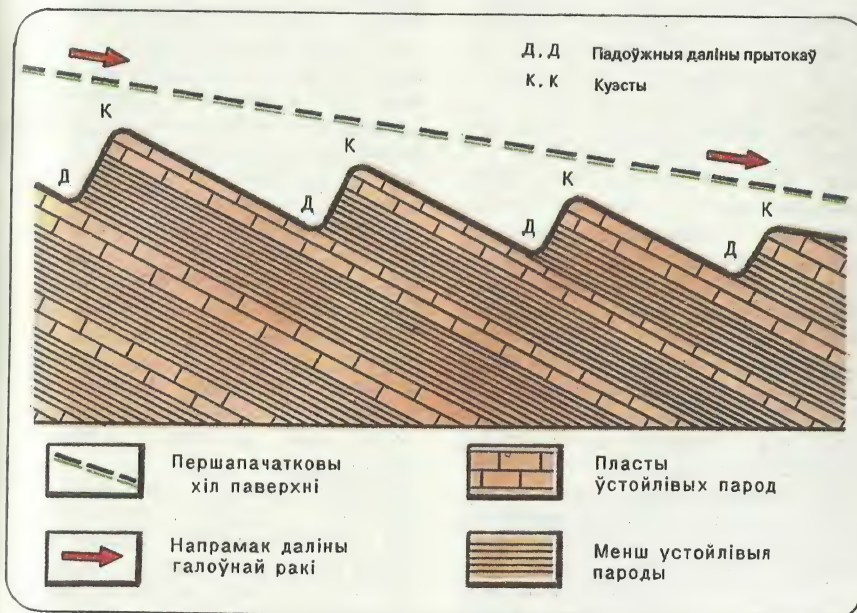 Д, Д Падоўжныя даліны прытокаў
К, К Куэсты
К
К
К
К
Д
Д
Д
Д
Першапачатковы
хіл паверхні
Пласты
ўстойлівых парод
Напрамак даліны
галоўнай ракі
Менш устойлівыя
пароды